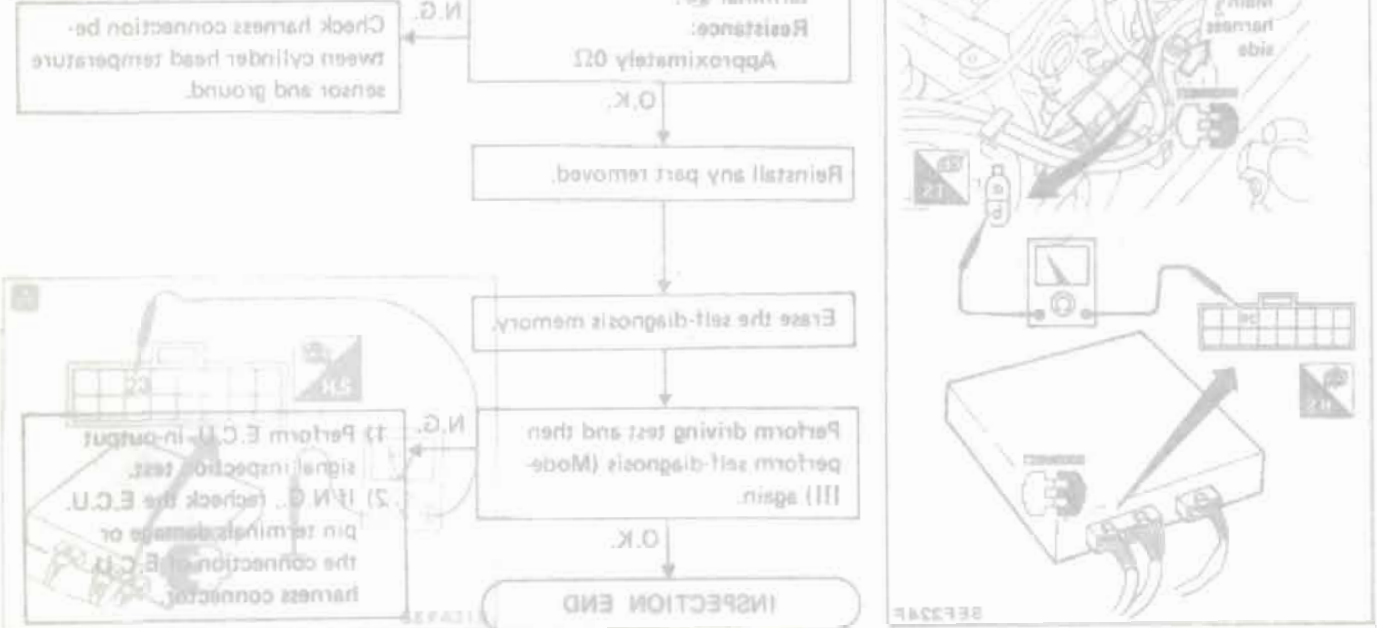 Main
harness
side
Resistance:
Approximately 0Ω
N.G.
Check harness connection be-
tween cylinder head temperature
sensor and ground.
O.K.
Reinstall any part removed.
Erase the self-diagnosis memory.
Perform driving test and then
perform self-diagnosis (Mode
III) again.
N.G.
1) Perform E.C.U. in-output
signal inspection test.
2) If N.G., recheck the E.C.U.
pin terminals damage or
the connection of E.C.U.
harness connector.
O.K.
INSPECTION END
SEF224F
23
H.S.
T.S.